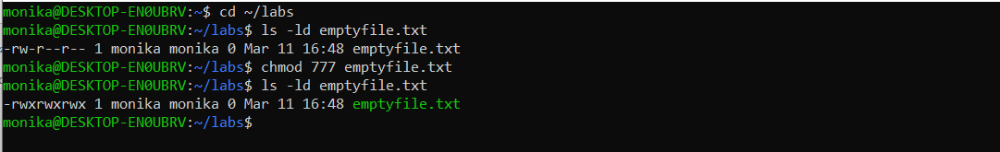 monika@DESKTOP-EN0UBRV:~$ cd ~/labs
monika@DESKTOP-EN0UBRV:~/labs$ ls -ld emptyfile.txt
-rw-r--r-- 1 monika monika 0 Mar 11 16:48 emptyfile.txt
monika@DESKTOP-EN0UBRV:~/labs$ chmod 777 emptyfile.txt
monika@DESKTOP-EN0UBRV:~/labs$ ls -ld emptyfile.txt
-rwxrwxrwx 1 monika monika 0 Mar 11 16:48 emptyfile.txt
monika@DESKTOP-EN0UBRV:~/labs$